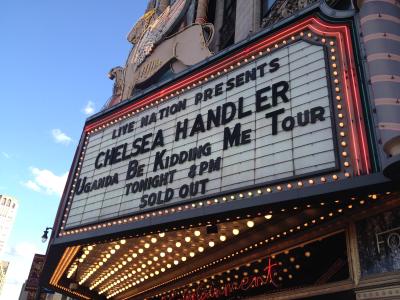 LIVE NATION PRESENTS
CHELSEA HANDLER
UGANDA BE KIDDING ME TOUR
TONIGHT 8PM
SOLD OUT